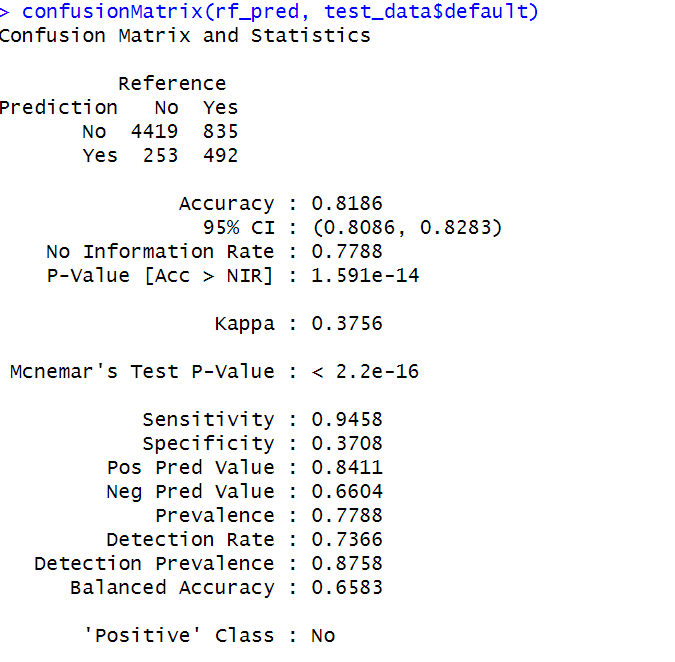 > confusionMatrix(rf_pred, test_data$default)
Confusion Matrix and Statistics
Reference
Prediction No Yes
No 4419 835
Yes 253 492
Accuracy : 0.8186
95% CI : (0.8086, 0.8283)
No Information Rate : 0.7788
P-Value [Acc > NIR] : 1.591e-14
Kappa : 0.3756
Mcnemar's Test P-Value : < 2.2e-16
Sensitivity : 0.9458
Specificity : 0.3708
Pos Pred Value : 0.8411
Neg Pred Value : 0.6604
Prevalence : 0.7788
Detection Rate : 0.7366
Detection Prevalence : 0.8758
Balanced Accuracy : 0.6583
'Positive' Class : No